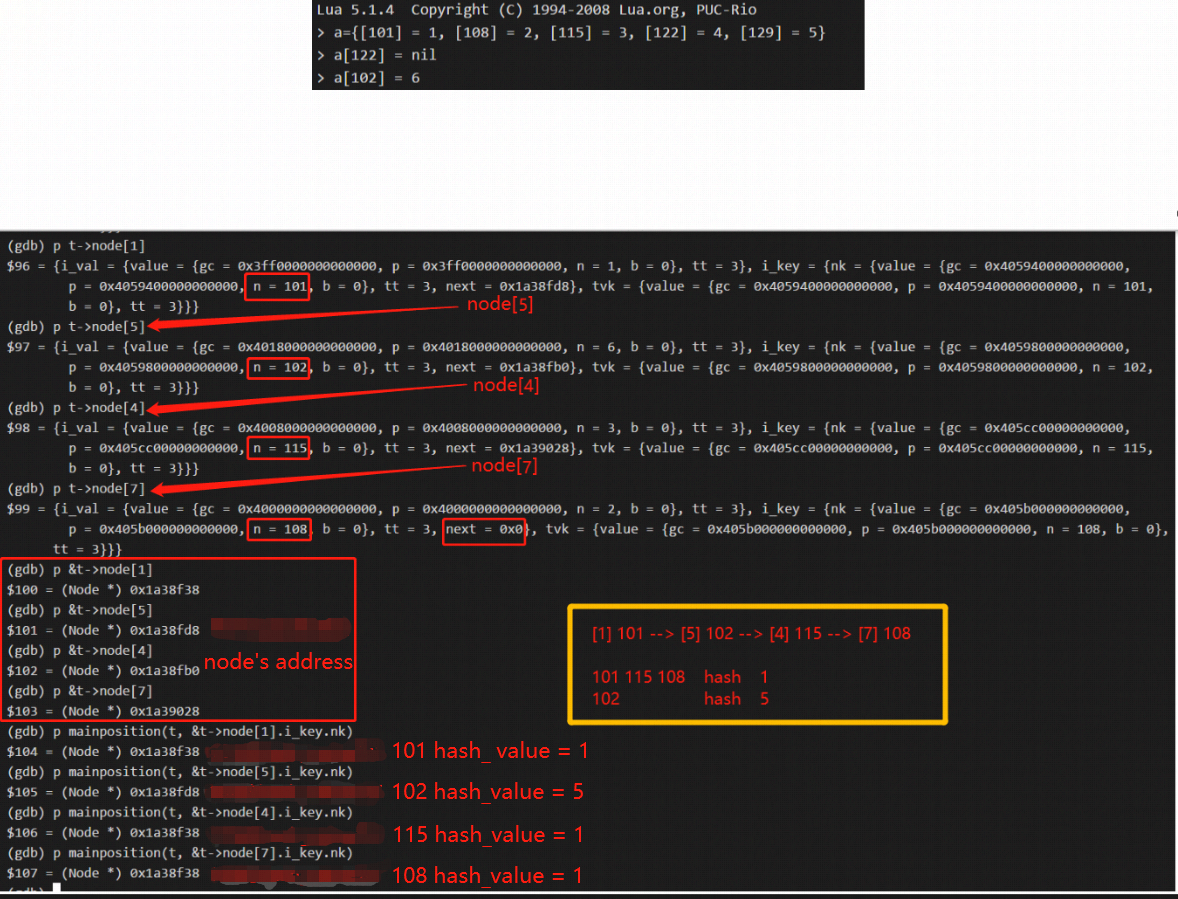 Lua 5.1.4  Copyright (C) 1994-2008 Lua.org, PUC-Rio
> a={[101] = 1, [108] = 2, [115] = 3, [122] = 4, [129] = 5}
> a[122] = nil
> a[102] = 6
(gdb) p t->node[1]
$96 = {i_val = {value = {gc = 0x3ff0000000000000, p = 0x3ff0000000000000, n = 1, b = 0}, tt = 3}, i_key = {nk = {value = {gc = 0x4059400000000000,
p = 0x4059400000000000, n = 101, b = 0}, tt = 3, next = 0x1a38fd8}, tvk = {value = {gc = 0x4059400000000000, p = 0x4059400000000000, n = 101,
b = 0}, tt = 3}}}
node[5]
(gdb) p t->node[5]
$97 = {i_val = {value = {gc = 0x4018000000000000, p = 0x4018000000000000, n = 6, b = 0}, tt = 3}, i_key = {nk = {value = {gc = 0x4059800000000000,
p = 0x4059800000000000, n = 102, b = 0}, tt = 3, next = 0x1a38fb0}, tvk = {value = {gc = 0x4059800000000000, p = 0x4059800000000000, n = 102,
b = 0}, tt = 3}}}
node[4]
(gdb) p t->node[4]
$98 = {i_val = {value = {gc = 0x4008000000000000, p = 0x4008000000000000, n = 3, b = 0}, tt = 3}, i_key = {nk = {value = {gc = 0x405cc00000000000,
p = 0x405cc00000000000, n = 115, b = 0}, tt = 3, next = 0x1a39028}, tvk = {value = {gc = 0x405cc00000000000, p = 0x405cc00000000000, n = 115,
b = 0}, tt = 3}}}
node[7]
(gdb) p t->node[7]
$99 = {i_val = {value = {gc = 0x4000000000000000, p = 0x4000000000000000, n = 2, b = 0}, tt = 3}, i_key = {nk = {value = {gc = 0x405b000000000000,
p = 0x405b000000000000, n = 108, b = 0}, tt = 3, next = 0x0}, tvk = {value = {gc = 0x405b000000000000, p = 0x405b000000000000, n = 108, b = 0},
tt = 3}}}
(gdb) p &t->node[1]
$100 = (Node *) 0x1a38f38
(gdb) p &t->node[5]
$101 = (Node *) 0x1a38fd8
(gdb) p &t->node[4]
$102 = (Node *) 0x1a38fb0
node's address
(gdb) p &t->node[7]
$103 = (Node *) 0x1a39028
[1] 101 --> [5] 102 --> [4] 115 --> [7] 108
101 115 108 hash 1
102 hash 5
(gdb) p mainposition(t, &t->node[1].i_key.nk)
$104 = (Node *) 0x1a38f38 101 hash_ value = 1
(gdb) p mainposition(t, &t->node[5].i_key.nk)
$105 = (Node *) 0x1a38fd8 102 hash_value = 5
(gdb) p mainposition(t, &t->node[4].i_key.nk)
$106 = (Node *) 0x1a38f38 115 hash_value = 1
(gdb) p mainposition(t, &t->node[7].i_key.nk)
$107 = (Node *) 0x1a38f38 108 hash_value = 1